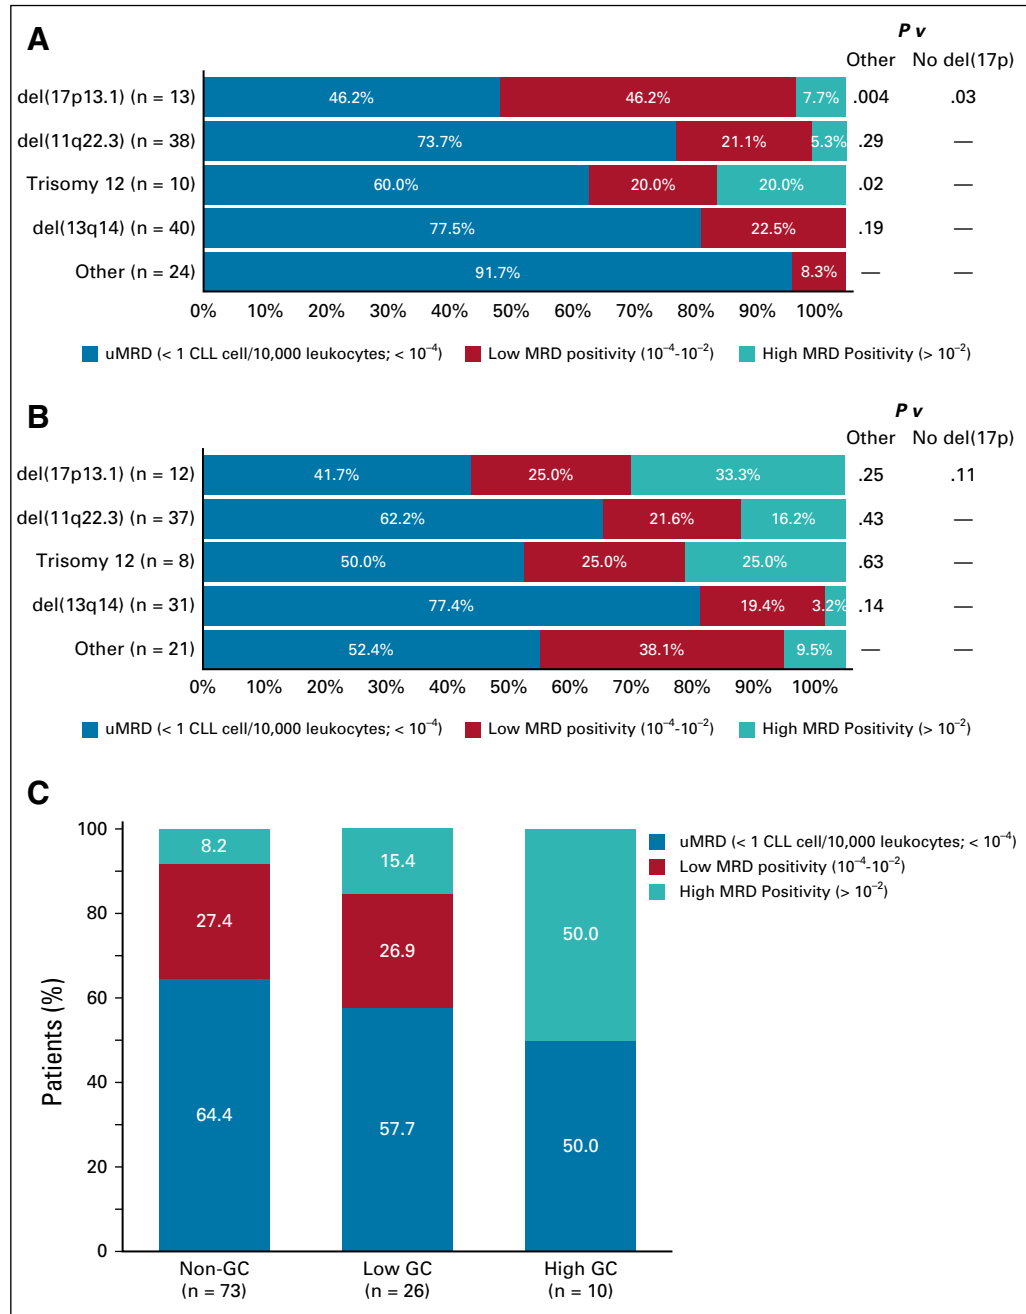 A
P v
Other No del(17p)
del(17p13.1) (n = 13) 46.2% 46.2% 7.7% .004 .03
del(11q22.3) (n = 38) 73.7% 21.1% 5.3% .29 —
Trisomy 12 (n = 10) 60.0% 20.0% 20.0% .02 —
del(13q14) (n = 40) 77.5% 22.5% .19 —
Other (n = 24) 91.7% 8.3% — —
0% 10% 20% 30% 40% 50% 60% 70% 80% 90% 100%
uMRD (< 1 CLL cell/10,000 leukocytes; < 10⁻⁴) Low MRD positivity (10⁻⁴-10⁻²) High MRD Positivity (> 10⁻²)
B
P v
Other No del(17p)
del(17p13.1) (n = 12) 41.7% 25.0% 33.3% .25 .11
del(11q22.3) (n = 37) 62.2% 21.6% 16.2% .43 —
Trisomy 12 (n = 8) 50.0% 25.0% 25.0% .63 —
del(13q14) (n = 31) 77.4% 19.4% 3.2% .14 —
Other (n = 21) 52.4% 38.1% 9.5% — —
0% 10% 20% 30% 40% 50% 60% 70% 80% 90% 100%
uMRD (< 1 CLL cell/10,000 leukocytes; < 10⁻⁴) Low MRD positivity (10⁻⁴-10⁻²) High MRD Positivity (> 10⁻²)
C
Patients (%)
100
80
60
40
20
0
8.2 15.4 50.0
27.4 26.9
64.4 57.7 50.0
uMRD (< 1 CLL cell/10,000 leukocytes; < 10⁻⁴)
Low MRD positivity (10⁻⁴-10⁻²)
High MRD Positivity (> 10⁻²)
Non-GC Low GC High GC
(n = 73) (n = 26) (n = 10)